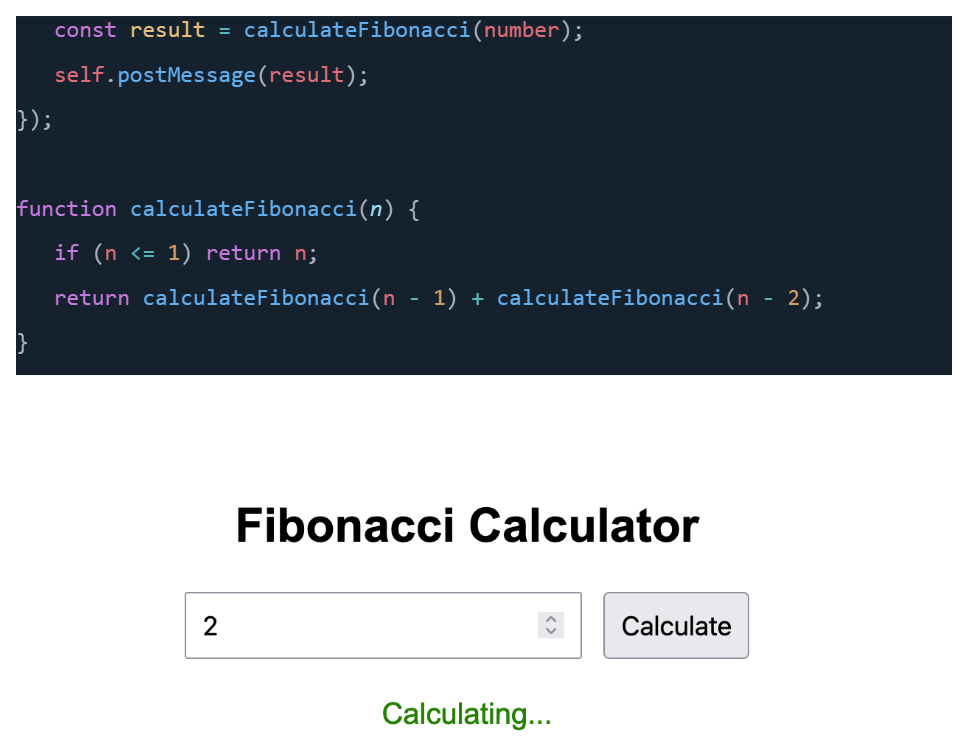 const result = calculateFibonacci(number);
self.postMessage(result);
});
function calculateFibonacci(n) {
if (n <= 1) return n;
return calculateFibonacci(n - 1) + calculateFibonacci(n - 2);
}
Fibonacci Calculator
2
Calculate
Calculating...